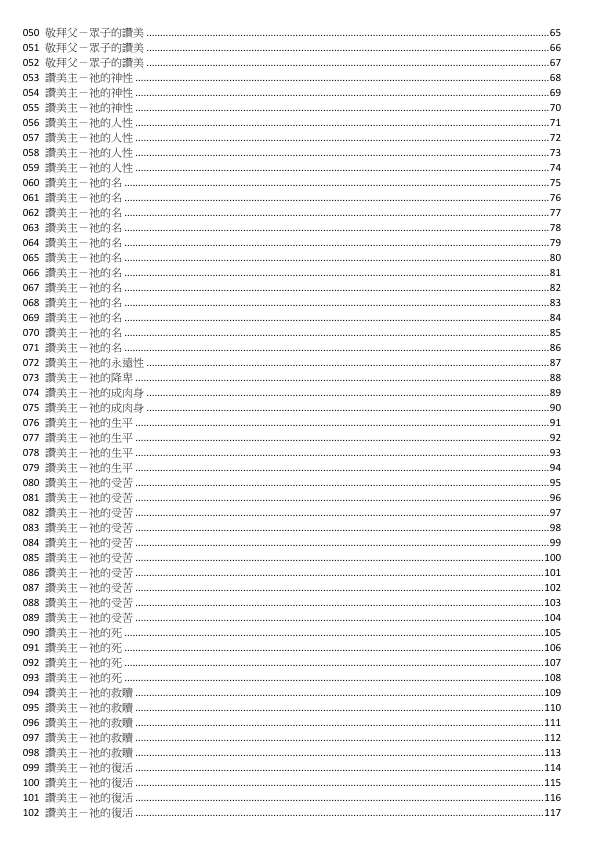 050 敬拜父－眾子的讚美 ........ 65
051 敬拜父－眾子的讚美 ........ 66
052 敬拜父－眾子的讚美 ........ 67
053 讚美主－祂的神性 ........ 68
054 讚美主－祂的神性 ........ 69
055 讚美主－祂的神性 ........ 70
056 讚美主－祂的人性 ........ 71
057 讚美主－祂的人性 ........ 72
058 讚美主－祂的人性 ........ 73
059 讚美主－祂的人性 ........ 74
060 讚美主－祂的名 ........ 75
061 讚美主－祂的名 ........ 76
062 讚美主－祂的名 ........ 77
063 讚美主－祂的名 ........ 78
064 讚美主－祂的名 ........ 79
065 讚美主－祂的名 ........ 80
066 讚美主－祂的名 ........ 81
067 讚美主－祂的名 ........ 82
068 讚美主－祂的名 ........ 83
069 讚美主－祂的名 ........ 84
070 讚美主－祂的名 ........ 85
071 讚美主－祂的名 ........ 86
072 讚美主－祂的永遠性 ........ 87
073 讚美主－祂的降卑 ........ 88
074 讚美主－祂的成肉身 ........ 89
075 讚美主－祂的成肉身 ........ 90
076 讚美主－祂的生平 ........ 91
077 讚美主－祂的生平 ........ 92
078 讚美主－祂的生平 ........ 93
079 讚美主－祂的生平 ........ 94
080 讚美主－祂的受苦 ........ 95
081 讚美主－祂的受苦 ........ 96
082 讚美主－祂的受苦 ........ 97
083 讚美主－祂的受苦 ........ 98
084 讚美主－祂的受苦 ........ 99
085 讚美主－祂的受苦 ........ 100
086 讚美主－祂的受苦 ........ 101
087 讚美主－祂的受苦 ........ 102
088 讚美主－祂的受苦 ........ 103
089 讚美主－祂的受苦 ........ 104
090 讚美主－祂的死 ........ 105
091 讚美主－祂的死 ........ 106
092 讚美主－祂的死 ........ 107
093 讚美主－祂的死 ........ 108
094 讚美主－祂的救贖 ........ 109
095 讚美主－祂的救贖 ........ 110
096 讚美主－祂的救贖 ........ 111
097 讚美主－祂的救贖 ........ 112
098 讚美主－祂的救贖 ........ 113
099 讚美主－祂的復活 ........ 114
100 讚美主－祂的復活 ........ 115
101 讚美主－祂的復活 ........ 116
102 讚美主－祂的復活 ........ 117